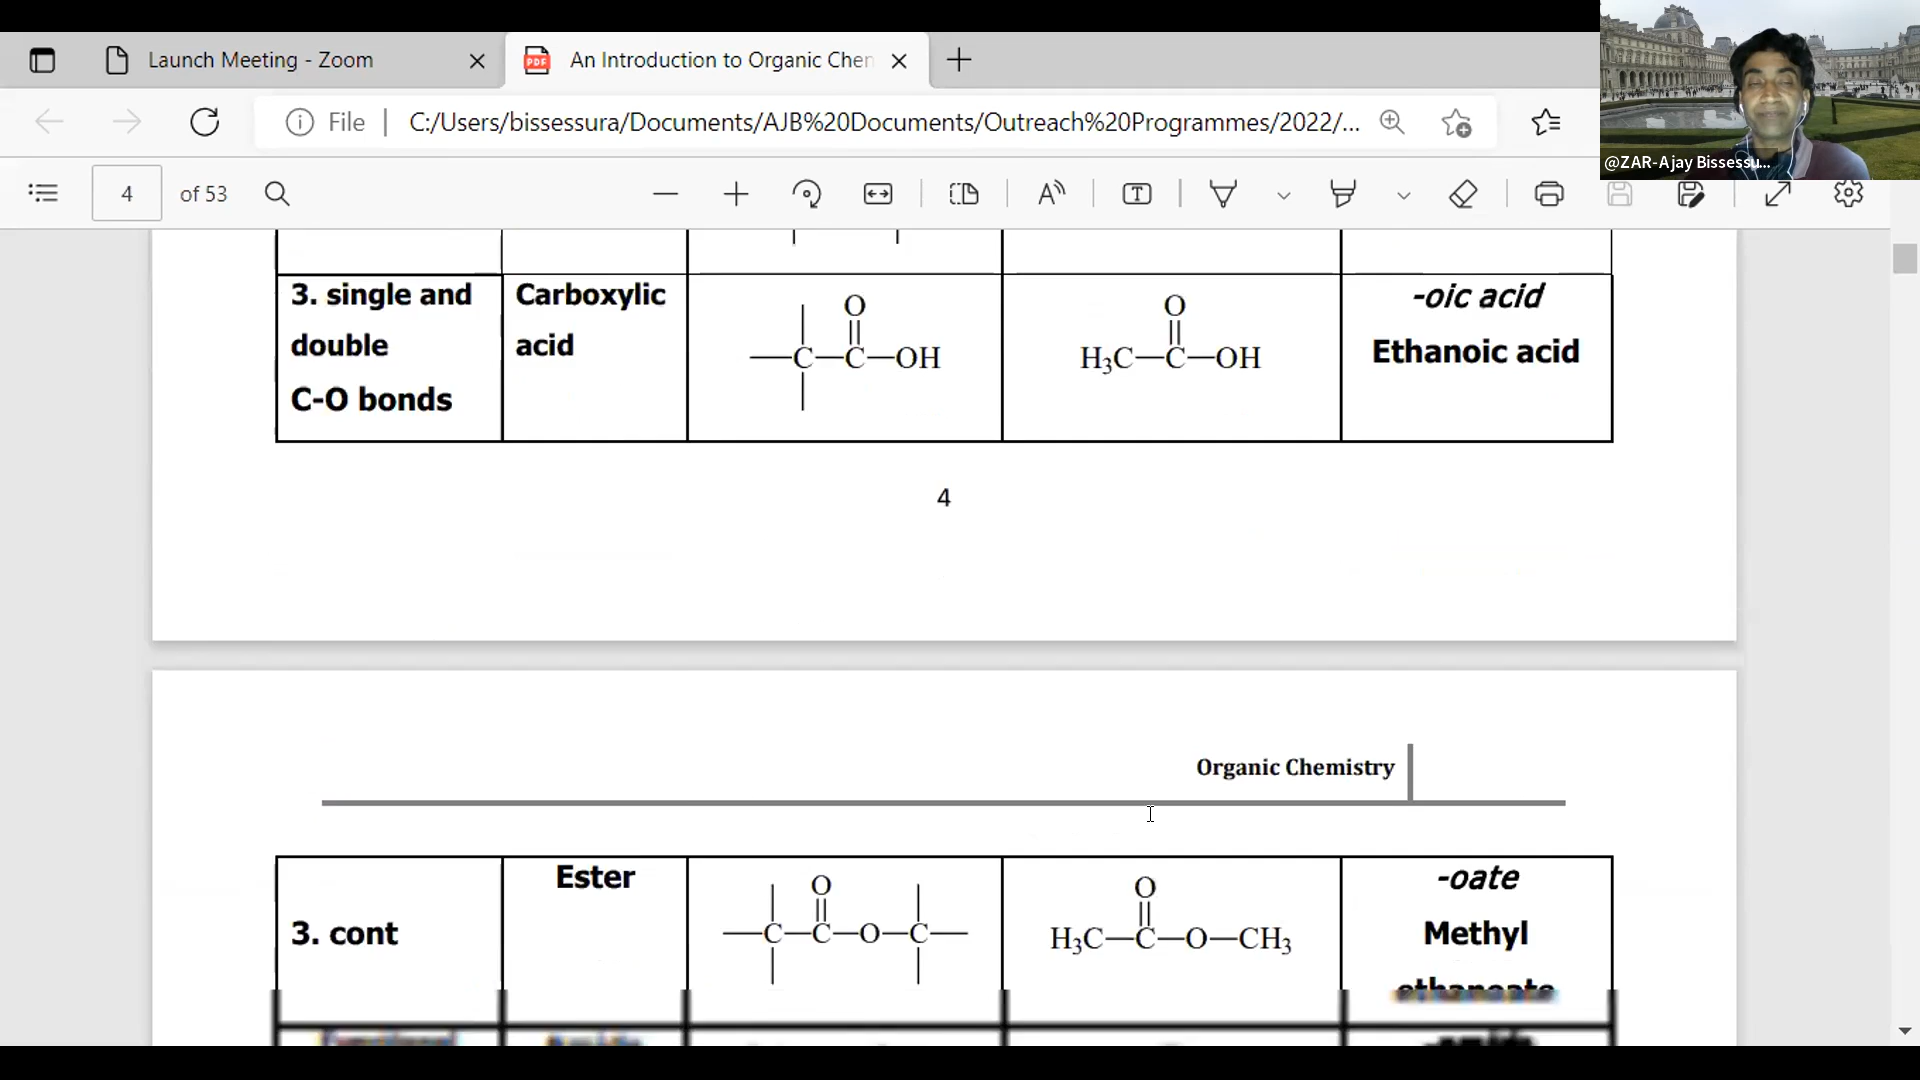 Launch Meeting - Zoom
An Introduction to Organic Chen
File
C:/Users/bissessura/Documents/AJB%20Documents/Outreach%20Programmes/2022/...
@ZAR-Ajay Bissessu...
4 of 53
3. single and double C-O bonds
Carboxylic acid
C C OH
O
H3C C OH
O
-oic acid
Ethanoic acid
4
Organic Chemistry
3. cont
Ester
O
C C O C
O
H3C C O CH3
-oate
Methyl
ethanoate